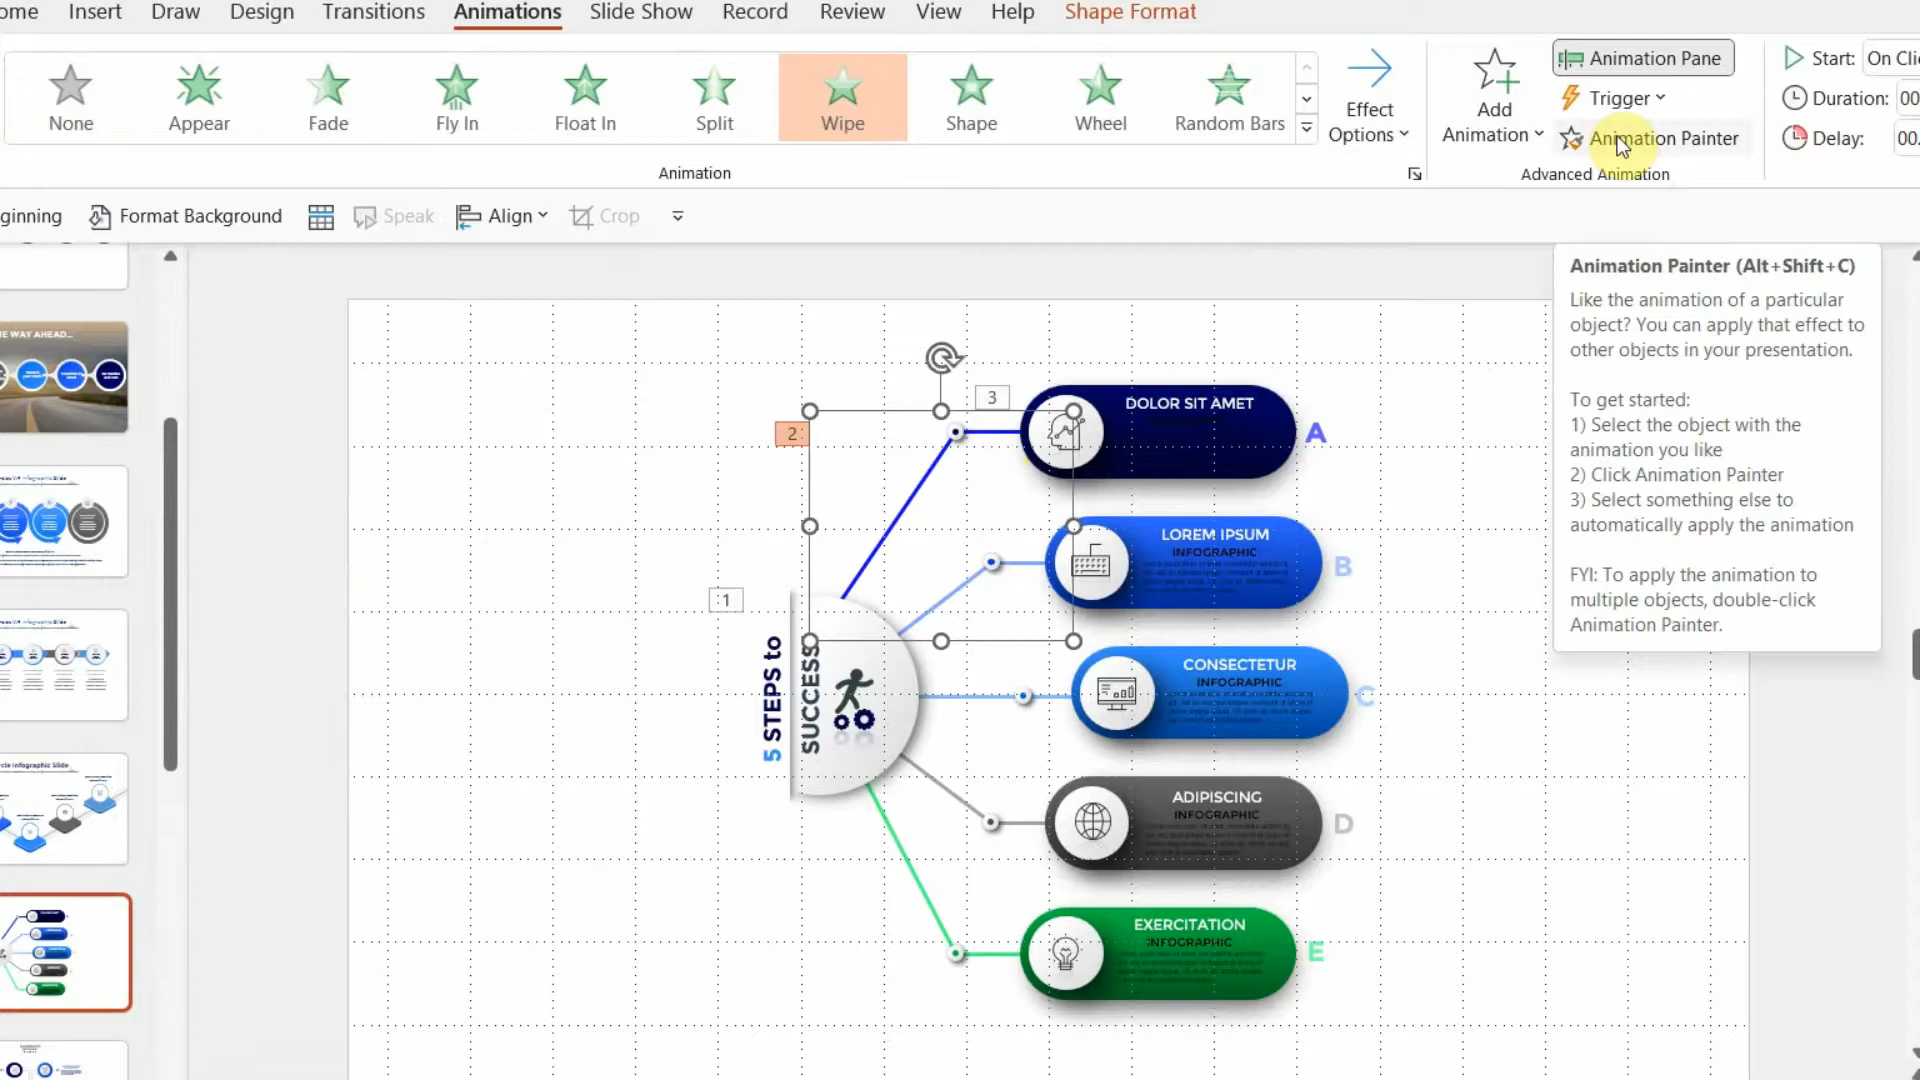 ome Insert Draw Design Transitions Animations Slide Show Record Review View Help Shape Format
None Appear Fade Fly In Float In Split Wipe Shape Wheel Random Bars
Effect
Options
Add
Animation
Animation Pane
Trigger
Animation Painter
Start: On Clic
Duration: 00
Delay: 00.
Animation
Advanced Animation
ginning Format Background Speak Align Crop
Animation Painter (Alt+Shift+C)
Like the animation of a particular
object? You can apply that effect to
other objects in your presentation.
To get started:
1) Select the object with the
animation you like
2) Click Animation Painter
3) Select something else to
automatically apply the animation
FYI: To apply the animation to
multiple objects, double-click
Animation Painter.
HE WAY AHEAD...
3
2
1
DOLOR SIT AMET
A
LOREM IPSUM
INFOGRAPHIC
B
5 STEPS to
SUCCESS
CONSECTETUR
INFOGRAPHIC
C
ADIPISCING
INFOGRAPHIC
D
EXERCITATION
INFOGRAPHIC
E